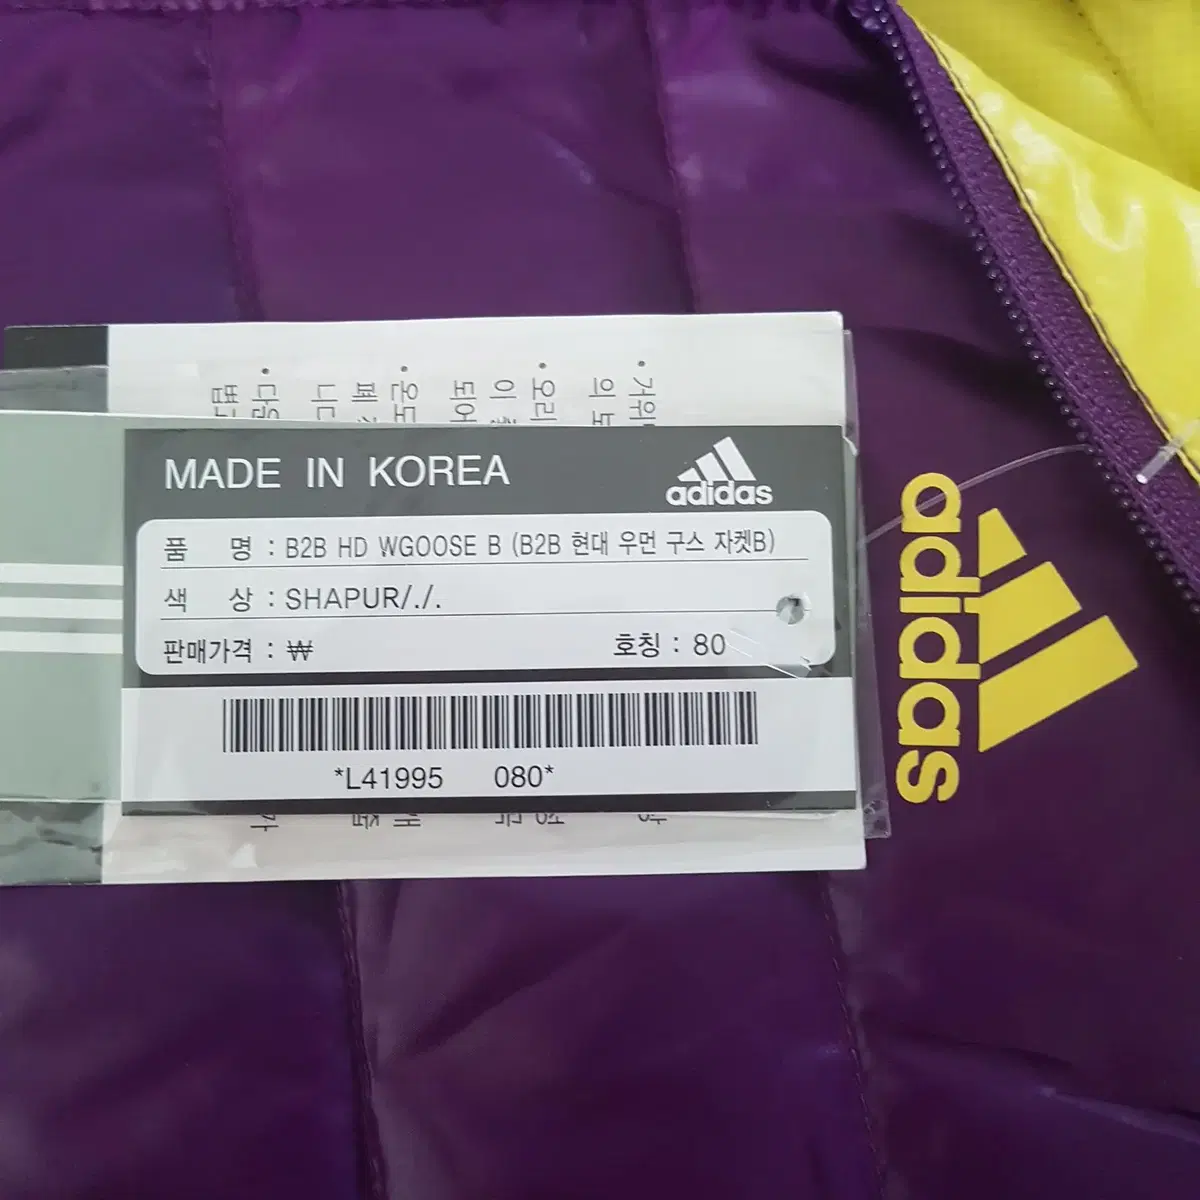 MADE IN KOREA
adidas
품 명 : B2B HD WGOOSE B (B2B 현대 우먼 구스 자켓B)
색 상 : SHAPUR/./.
판매가격 : ₩
호칭 : 80
*L41995 080*
adidas